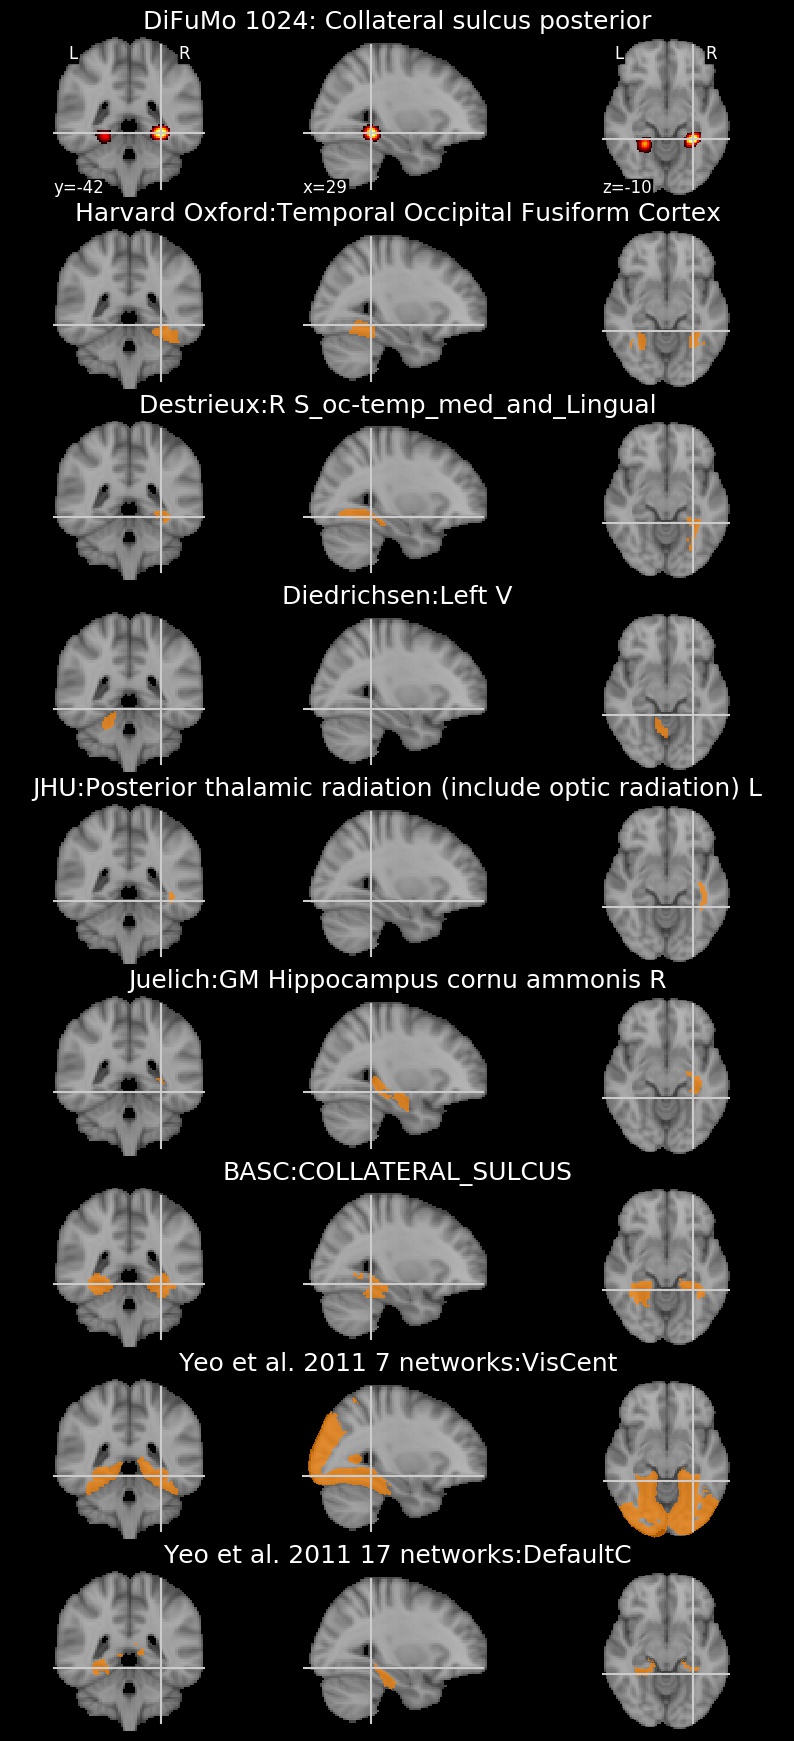 DiFuMo 1024: Collateral sulcus posterior
L R L R
y=-42 x=29 z=-10
Harvard Oxford:Temporal Occipital Fusiform Cortex
Destrieux:R S_oc-temp_med_and_Lingual
Diedrichsen:Left V
JHU:Posterior thalamic radiation (include optic radiation) L
Juelich:GM Hippocampus cornu ammonis R
BASC:COLLATERAL_SULCUS
Yeo et al. 2011 7 networks:VisCent
Yeo et al. 2011 17 networks:DefaultC